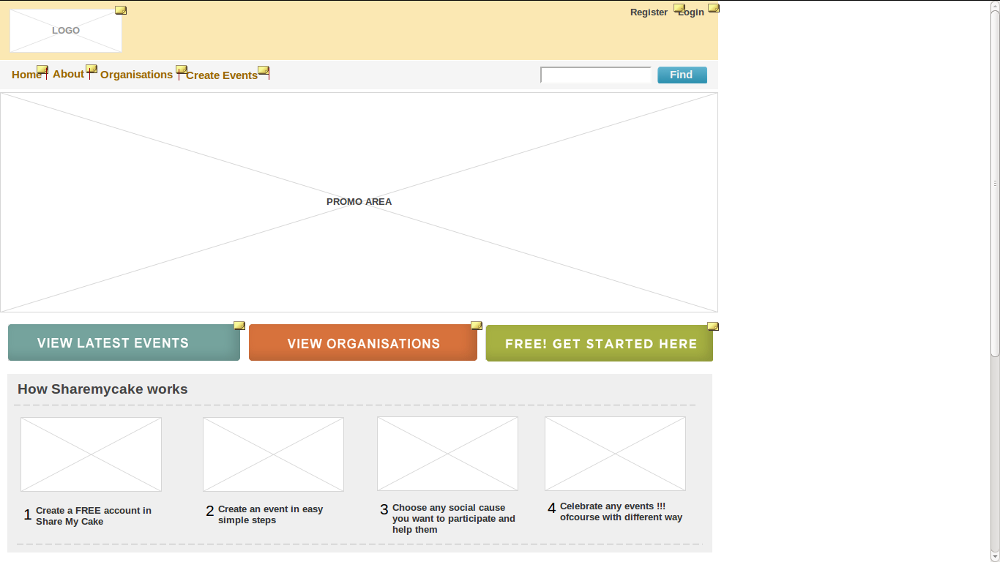 LOGO
Register Login
Home About Organisations Create Events
Find
PROMO AREA
VIEW LATEST EVENTS
VIEW ORGANISATIONS
FREE! GET STARTED HERE
How Sharemycake works
1 Create a FREE account in
Share My Cake
2 Create an event in easy
simple steps
3 Choose any social cause
you want to participate and
help them
4 Celebrate any events !!!
ofcourse with different way